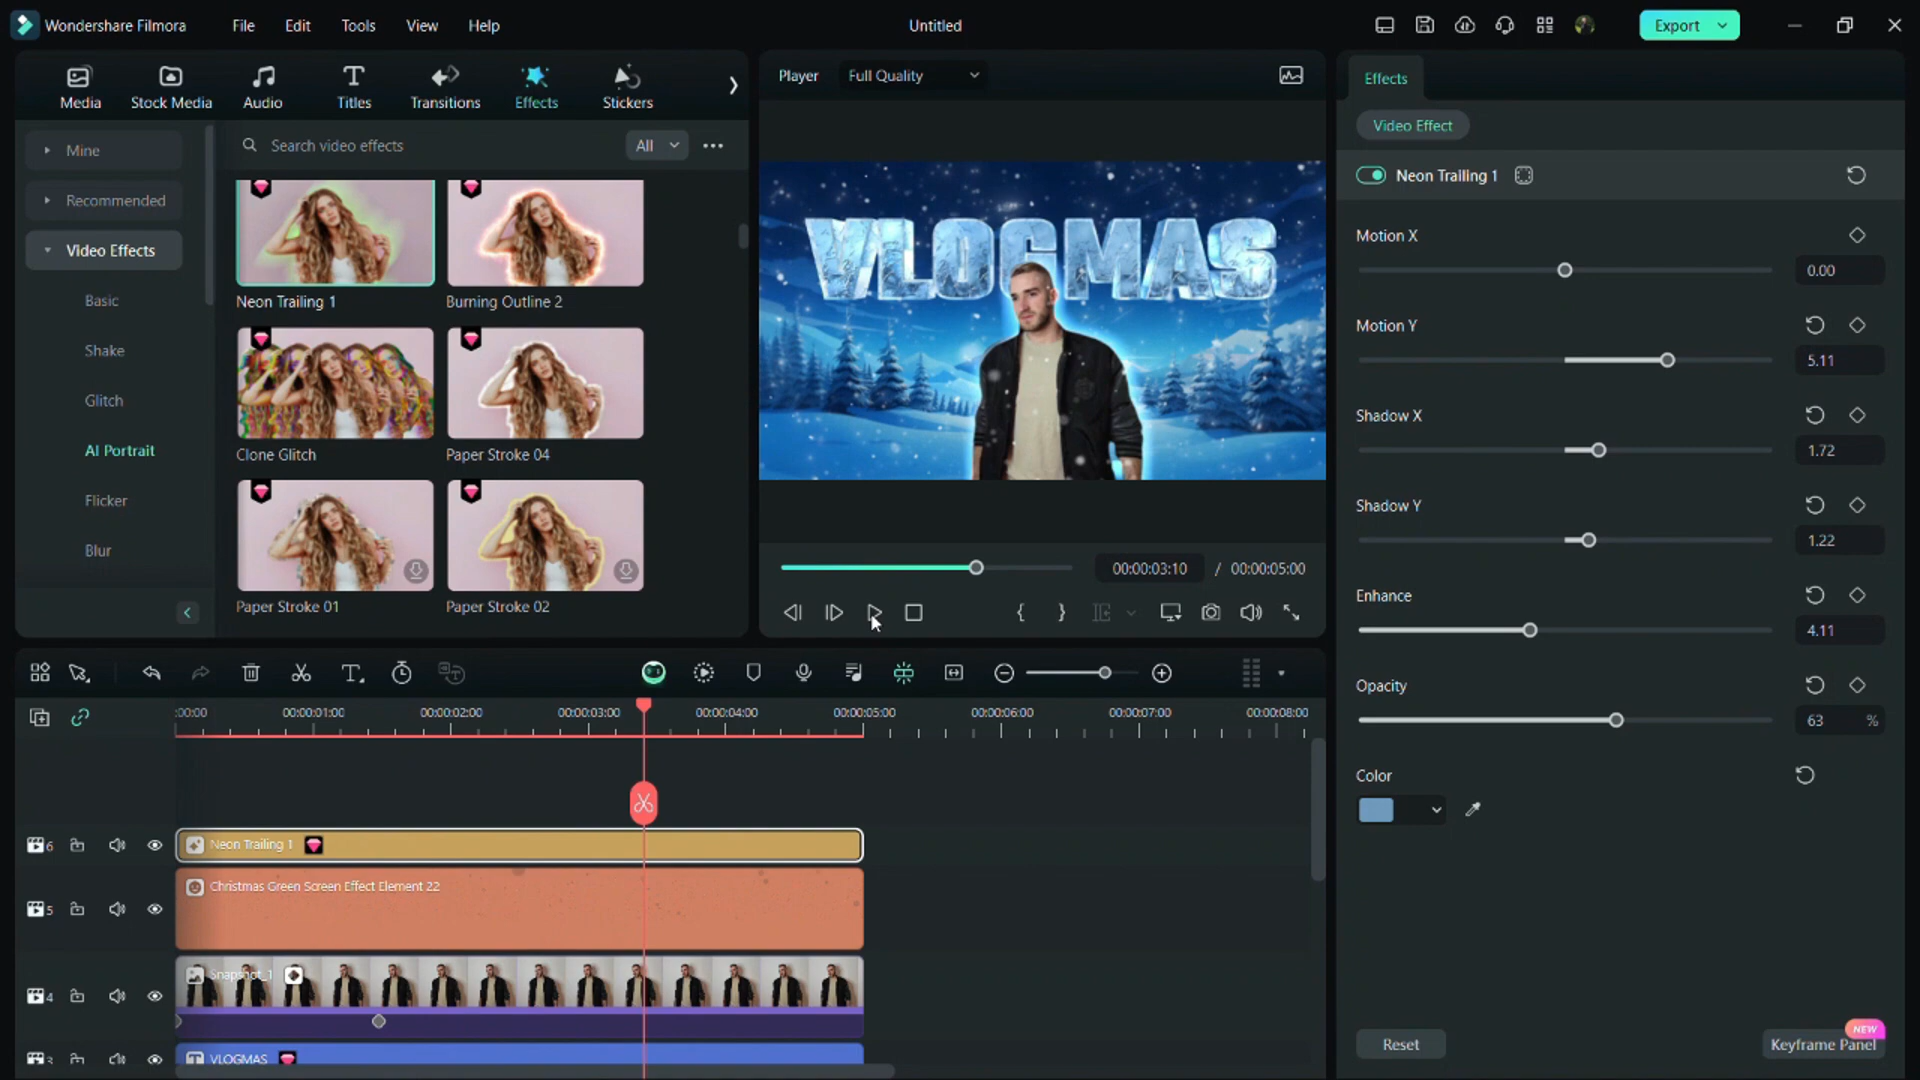 Wondershare Filmora
File
Edit
Tools
View
Help
Untitled
Export
Media
Stock Media
Audio
Titles
Transitions
Effects
Stickers
Mine
Recommended
Video Effects
Basic
Shake
Glitch
AI Portrait
Flicker
Blur
Search video effects
All
Neon Trailing 1
Burning Outline 2
Clone Glitch
Paper Stroke 04
Paper Stroke 01
Paper Stroke 02
Player
Full Quality
VLOGMAS
00:00:03:10 / 00:00:05:00
Effects
Video Effect
Neon Trailing 1
Motion X
0.00
Motion Y
5.11
Shadow X
1.72
Shadow Y
1.22
Enhance
4.11
Opacity
63 %
Color
Reset
NEW
Keyframe Panel
:00:00
00:00:01:00
00:00:02:00
00:00:03:00
00:00:04:00
00:00:05:00
00:00:06:00
00:00:07:00
00:00:08:00
6
Neon Trailing 1
5
Christmas Green Screen Effect Element 22
4
Snapshot_1
3
VLOGMAS